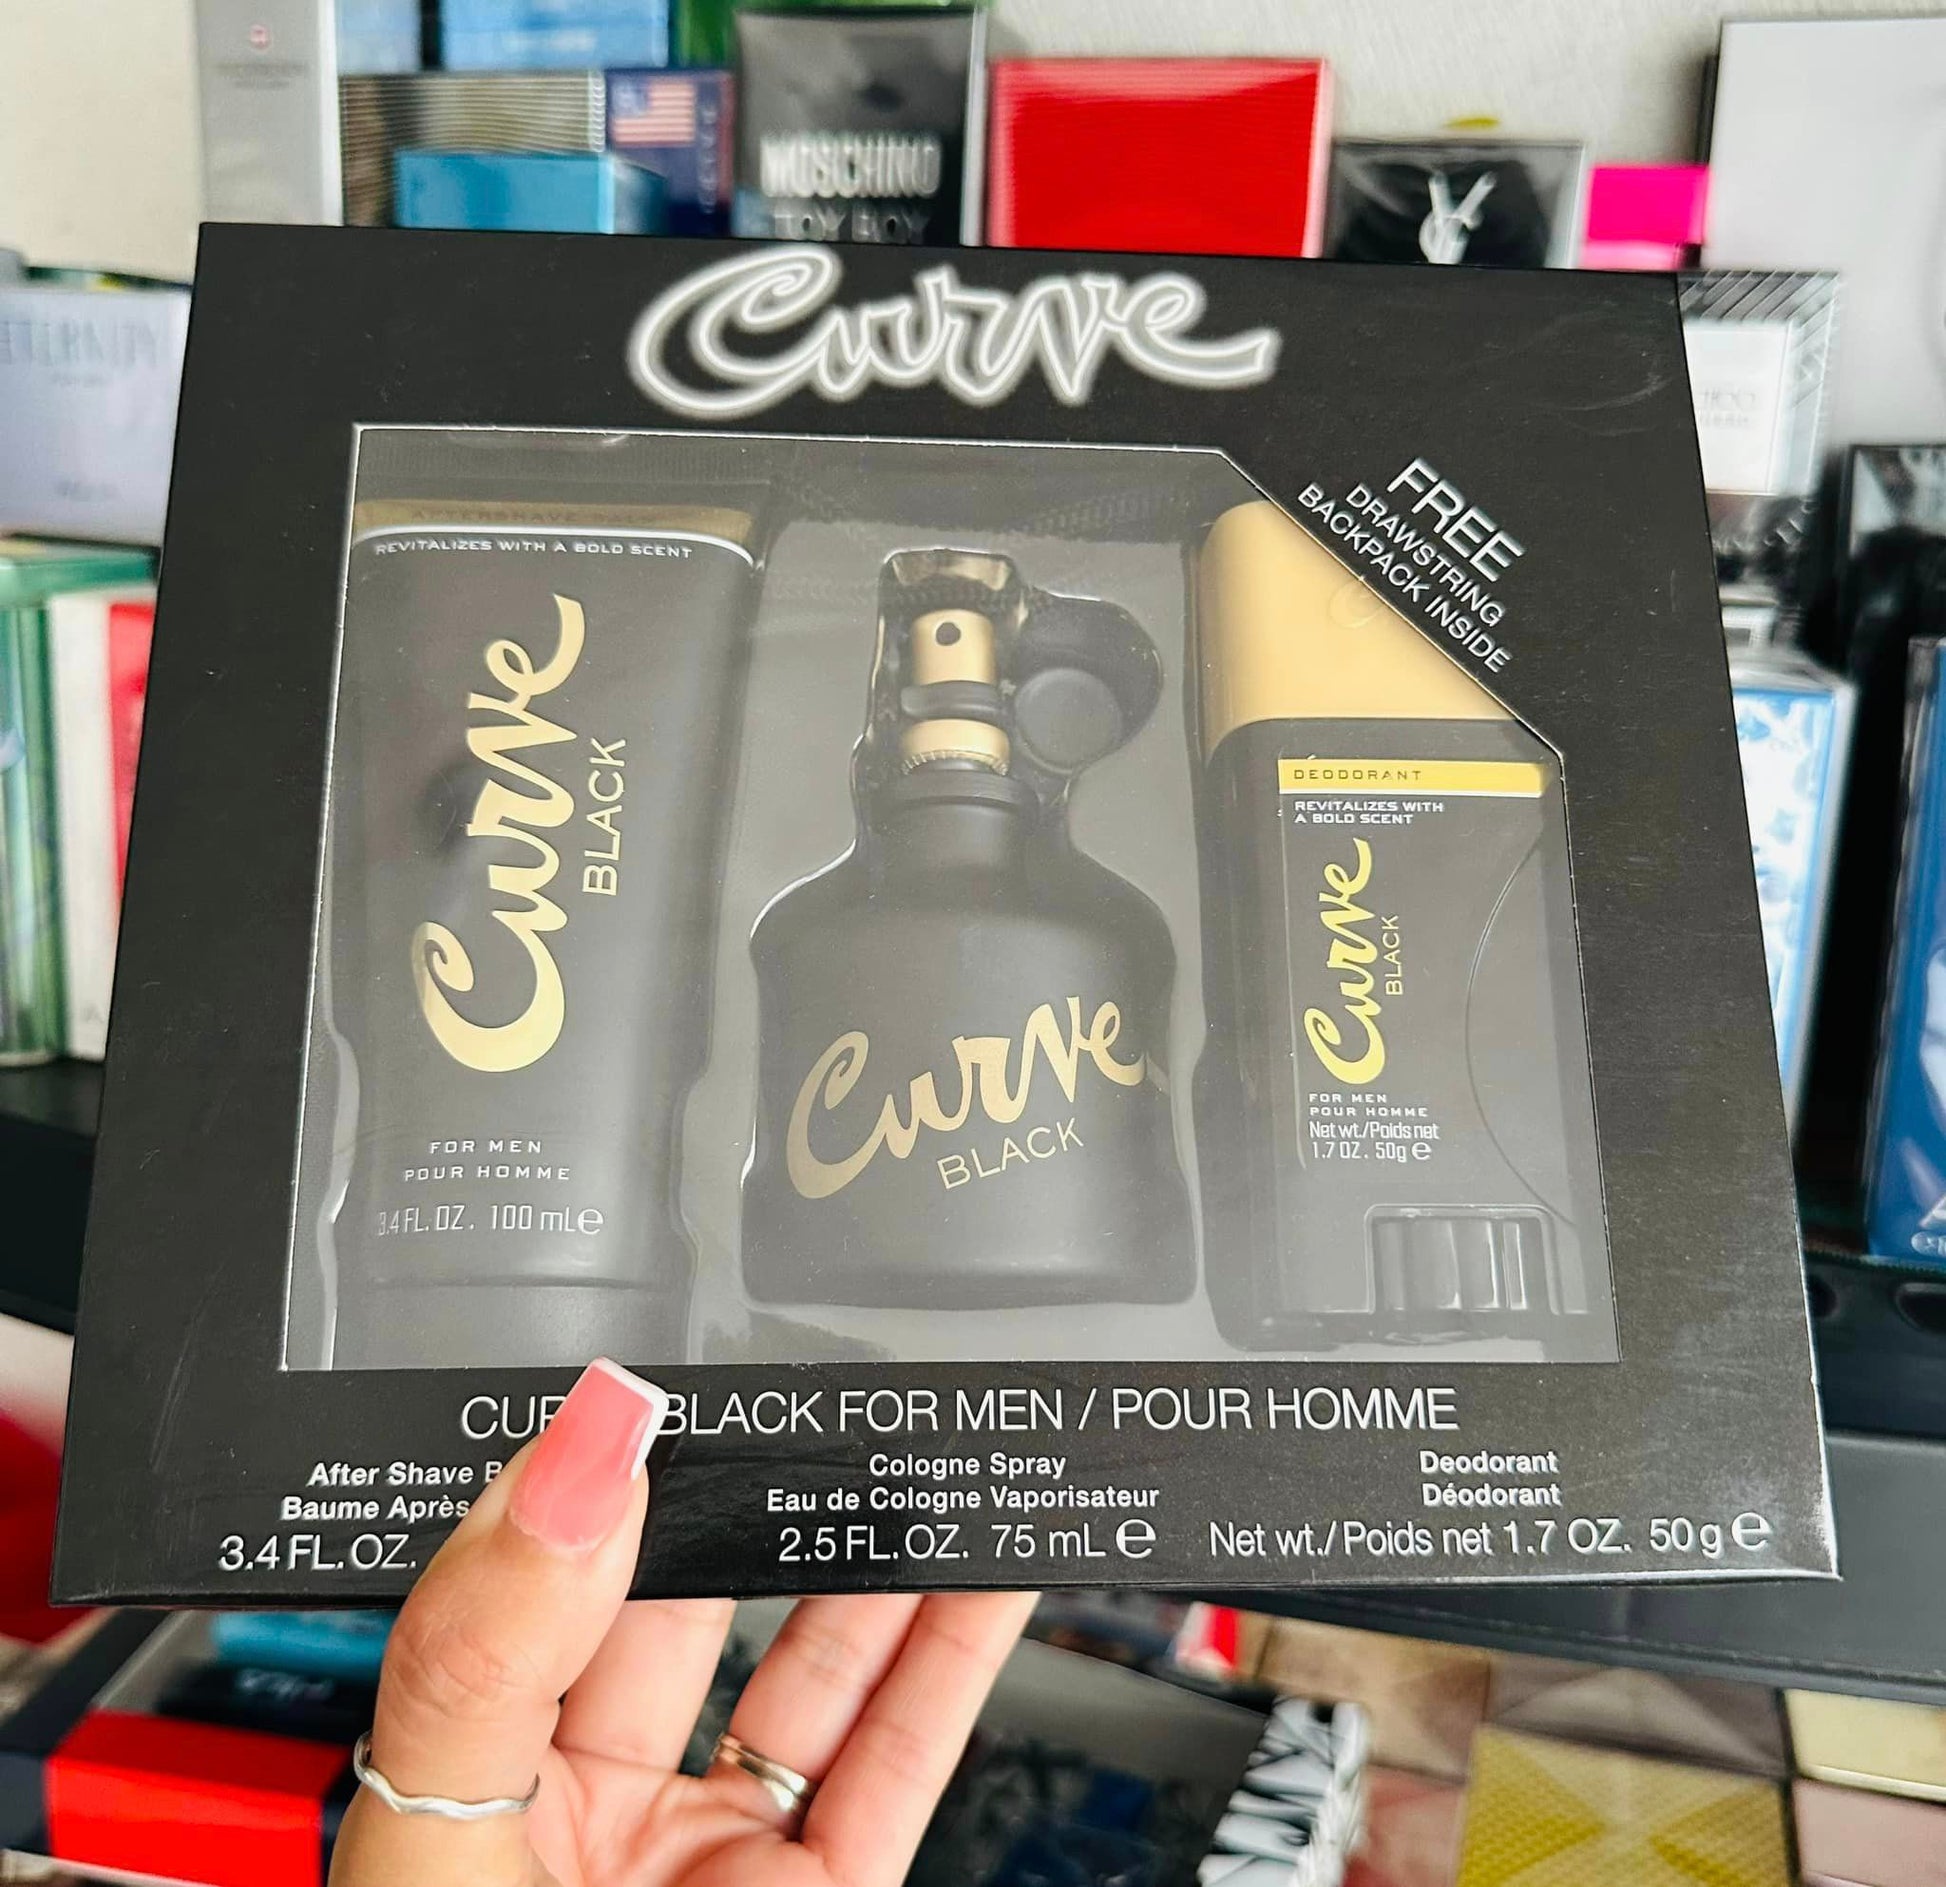 MOSCHINO
TOY BOY
ETERNITY
Curve
FREE
DRAWSTRING
BACKPACK INSIDE
REVITALIZES WITH A BOLD SCENT
Curve
BLACK
FOR MEN
POUR HOMME
3.4 FL. OZ. 100 mL e
Curve
BLACK
DEODORANT
REVITALIZES WITH
A BOLD SCENT
Curve
BLACK
FOR MEN
POUR HOMME
Net wt./Poids net
1.7 OZ. 50g e
BLACK FOR MEN / POUR HOMME
After Shave
Baume Après
3.4 FL. OZ.
Cologne Spray
Eau de Cologne Vaporisateur
2.5 FL. OZ. 75 mL e
Deodorant
Déodorant
Net wt./Poids net 1.7 OZ. 50 g e